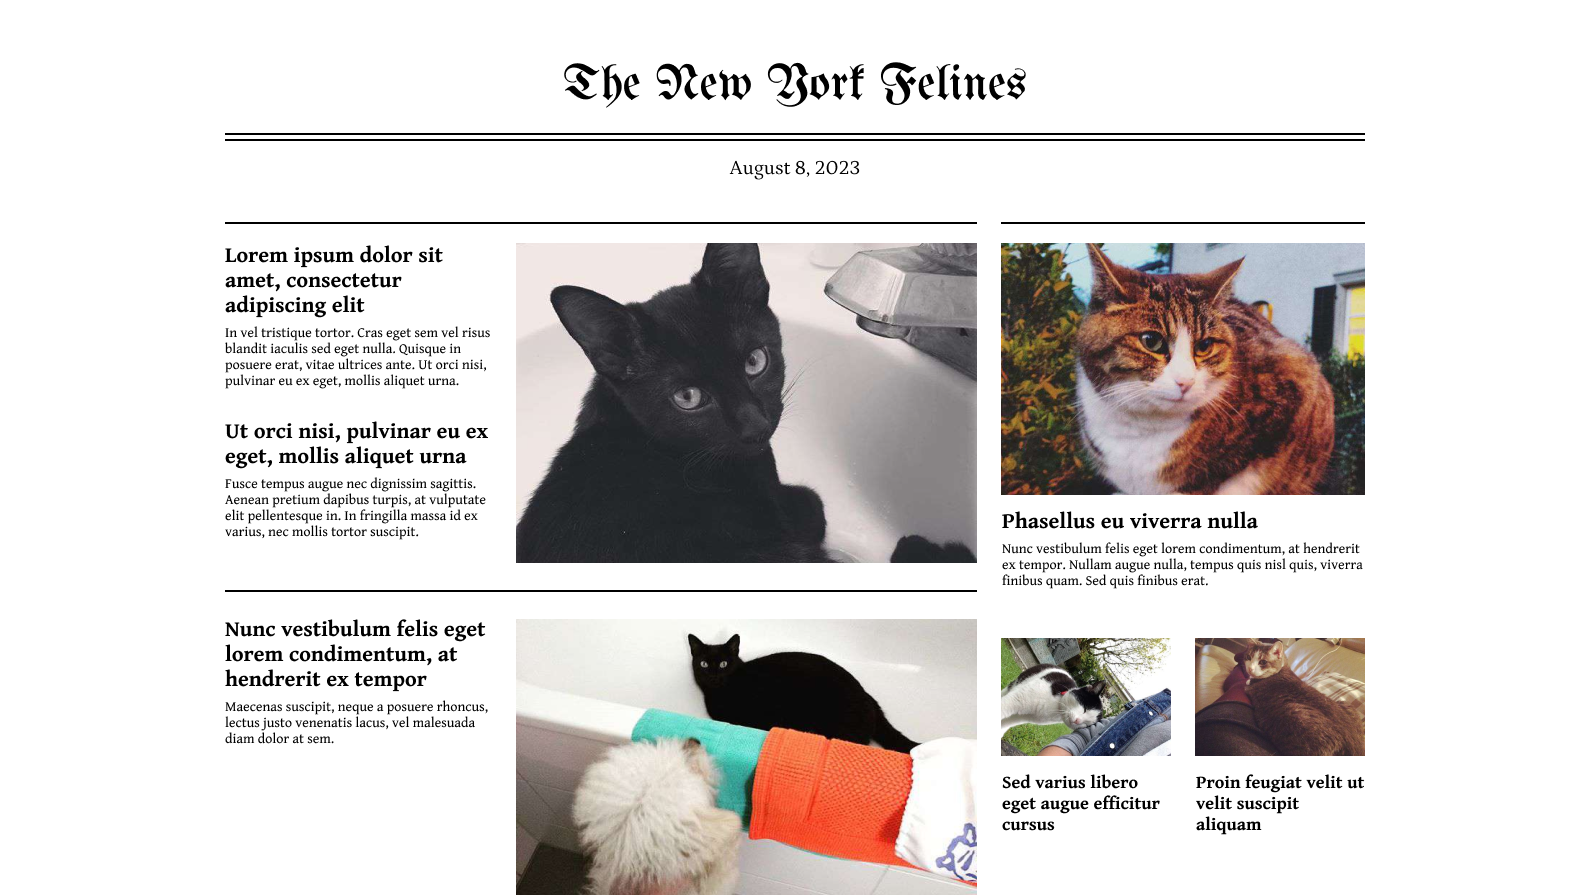 The New York Felines
August 8, 2023
Lorem ipsum dolor sit
amet, consectetur
adipiscing elit
In vel tristique tortor. Cras eget sem vel risus
blandit iaculis sed eget nulla. Quisque in
posuere erat, vitae ultrices ante. Ut orci nisi,
pulvinar eu ex eget, mollis aliquet urna.
Ut orci nisi, pulvinar eu ex
eget, mollis aliquet urna
Fusce tempus augue nec dignissim sagittis.
Aenean pretium dapibus turpis, at vulputate
elit pellentesque in. In fringilla massa id ex
varius, nec mollis tortor suscipit.
Nunc vestibulum felis eget
lorem condimentum, at
hendrerit ex tempor
Maecenas suscipit, neque a posuere rhoncus,
lectus justo venenatis lacus, vel malesuada
diam dolor at sem.
Phasellus eu viverra nulla
Nunc vestibulum felis eget lorem condimentum, at hendrerit
ex tempor. Nullam augue nulla, tempus quis nisl quis, viverra
finibus quam. Sed quis finibus erat.
Sed varius libero
eget augue efficitur
cursus
Proin feugiat velit ut
velit suscipit
aliquam